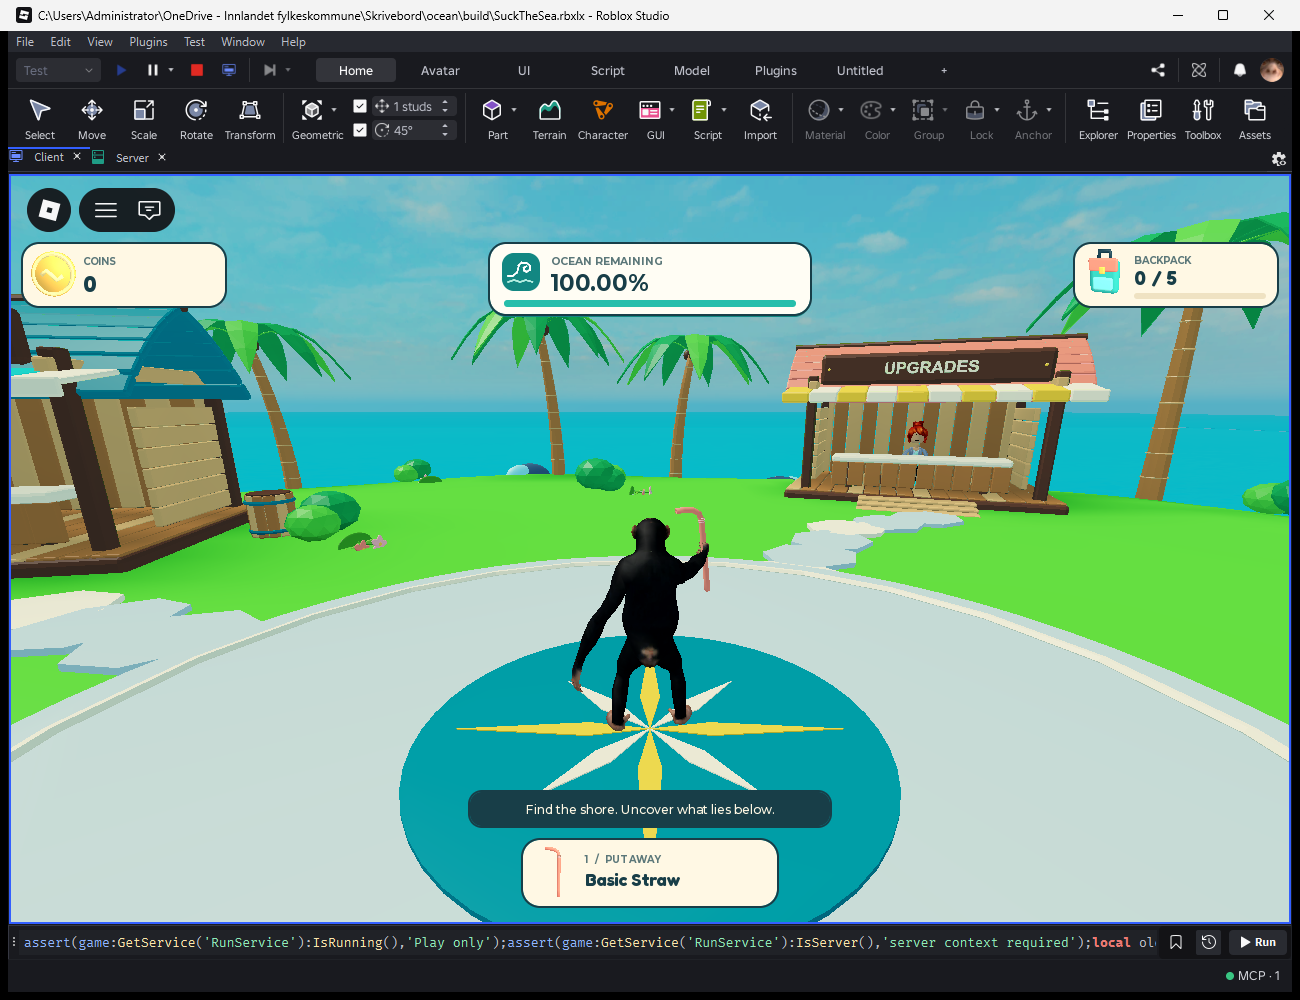 C:\Users\Administrator\OneDrive - Innlandet fylkeskommune\Skrivebord\ocean\build\SuckTheSea.rbxlx - Roblox Studio
File Edit View Plugins Test Window Help
Test Home Avatar UI Script Model Plugins Untitled +
1 studs
45°
Select Move Scale Rotate Transform Geometric Part Terrain Character GUI Script Import Material Color Group Lock Anchor Explorer Properties Toolbox Assets
Client Server
COINS
0
OCEAN REMAINING
100.00%
BACKPACK
0 / 5
UPGRADES
Find the shore. Uncover what lies below.
1 / PUT AWAY
Basic Straw
assert(game:GetService('RunService'):IsRunning(),'Play only');assert(game:GetService('RunService'):IsServer(),'server context required');local
Run
MCP · 1